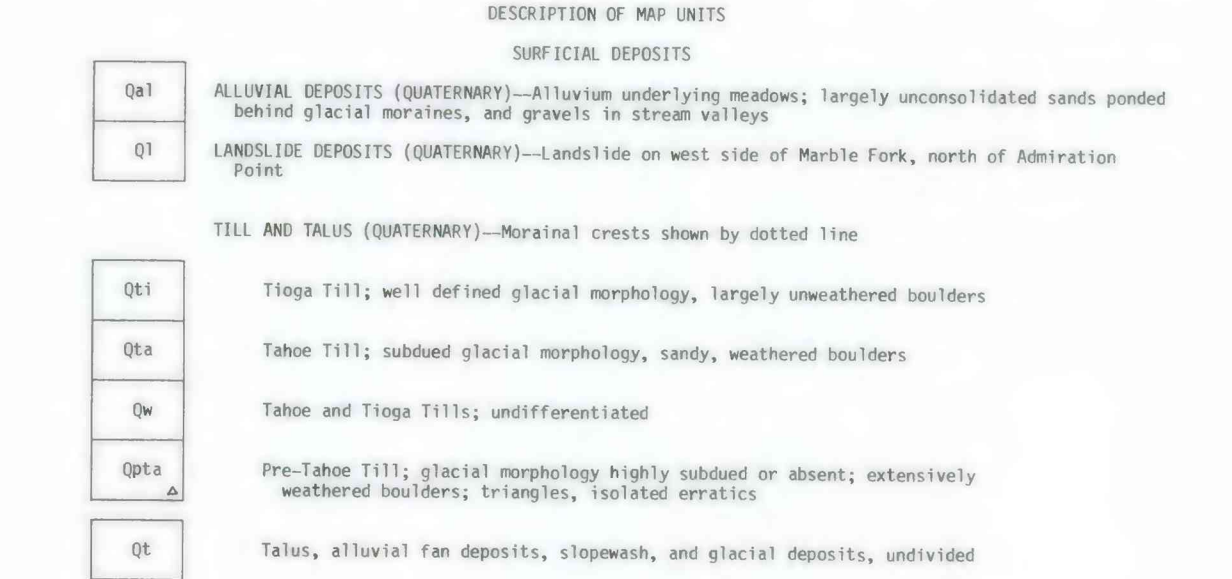 DESCRIPTION OF MAP UNITS
SURFICIAL DEPOSITS
Qal
ALLUVIAL DEPOSITS (QUATERNARY)--Alluvium underlying meadows; largely unconsolidated sands ponded
behind glacial moraines, and gravels in stream valleys
Ql
LANDSLIDE DEPOSITS (QUATERNARY)--Landslide on west side of Marble Fork, north of Admiration
Point
TILL AND TALUS (QUATERNARY)--Morainal crests shown by dotted line
Qti
Tioga Till; well defined glacial morphology, largely unweathered boulders
Qta
Tahoe Till; subdued glacial morphology, sandy, weathered boulders
Qw
Tahoe and Tioga Tills; undifferentiated
Qpta
Pre-Tahoe Till; glacial morphology highly subdued or absent; extensively
weathered boulders; triangles, isolated erratics
Qt
Talus, alluvial fan deposits, slopewash, and glacial deposits, undivided